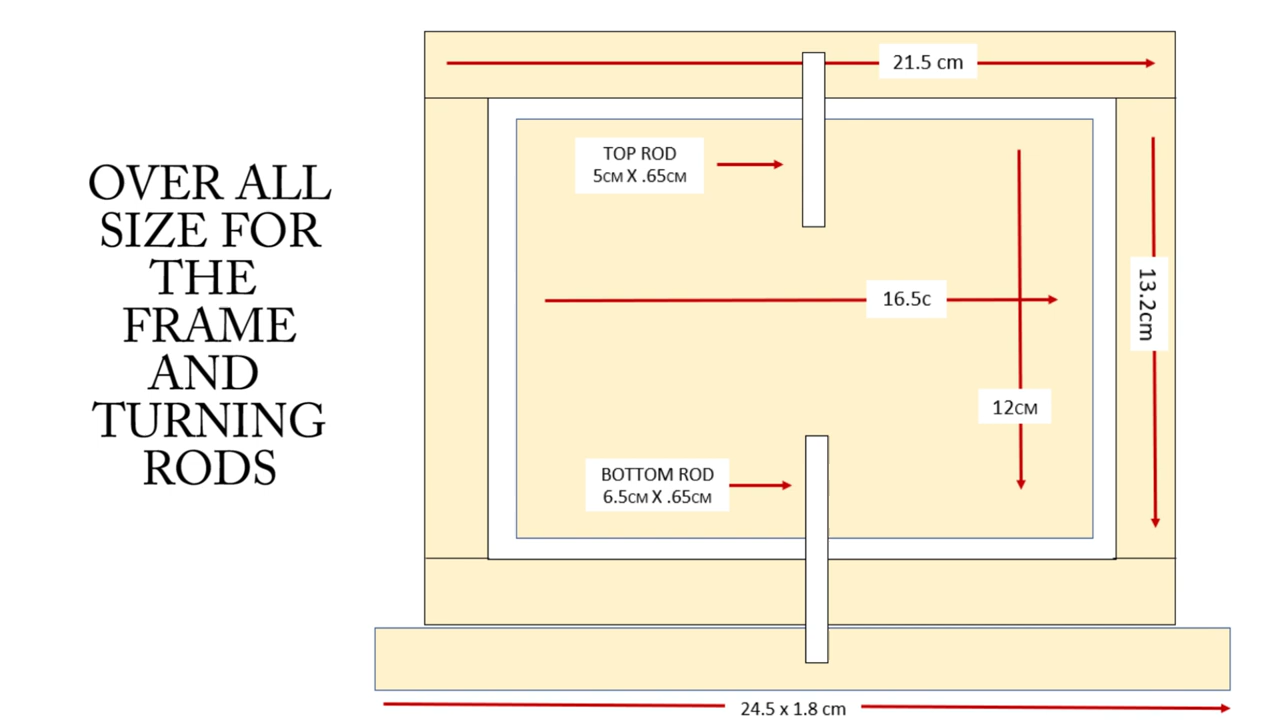 OVER ALL
SIZE FOR
THE
FRAME
AND
TURNING
RODS
21.5 cm
TOP ROD
5CM X .65CM
16.5c
13.2cm
12CM
BOTTOM ROD
6.5CM X .65CM
24.5 x 1.8 cm